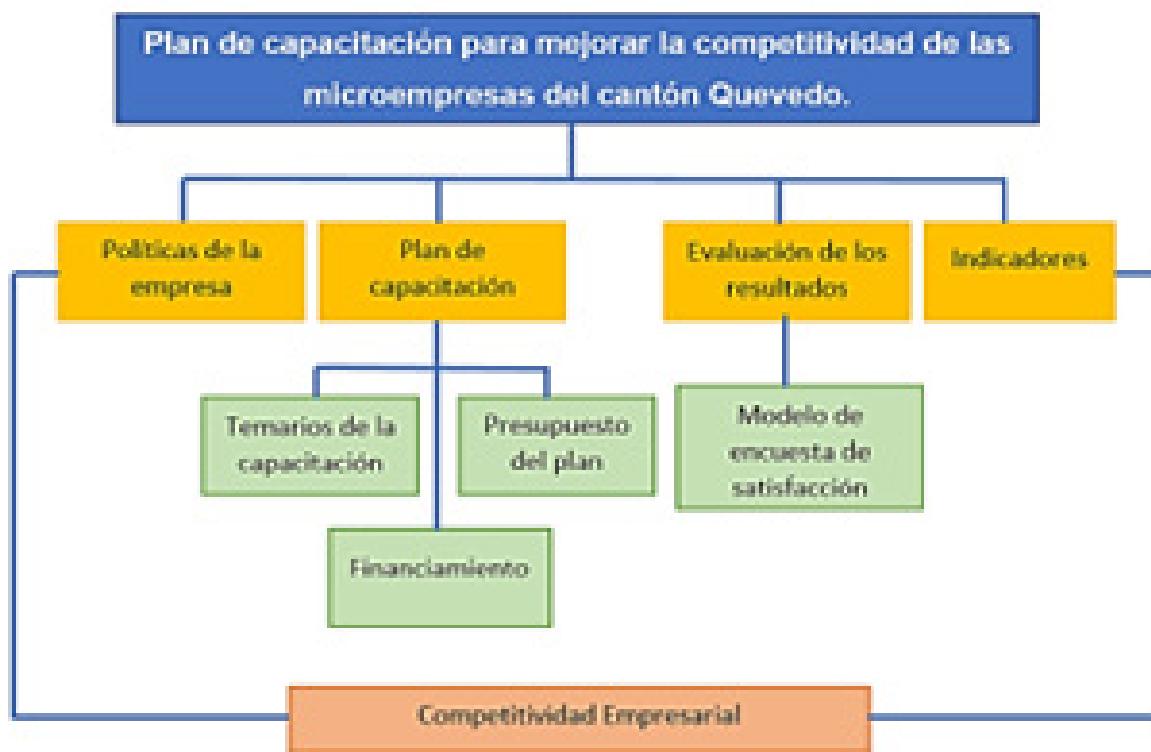 Plan de capacitación para mejorar la competitividad de las
microempresas del cantón Quevedo.
Políticas de la
empresa
Plan de
capacitación
Evaluación de los
resultados
Indicadores
Temarios de la
capacitación
Presupuesto
del plan
Modelo de
encuesta de
satisfacción
Financiamiento
Competitividad Empresarial